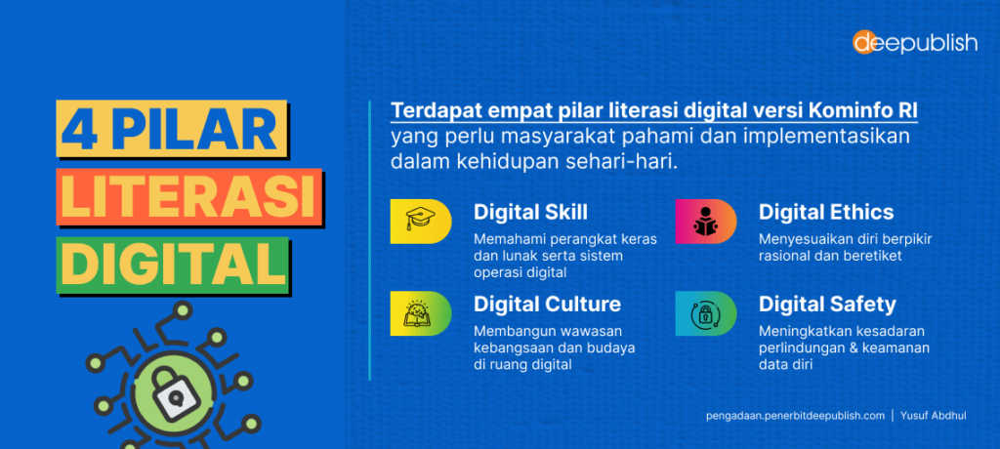 deepublish
4 PILAR
LITERASI
DIGITAL
Terdapat empat pilar literasi digital versi Kominfo RI
yang perlu masyarakat pahami dan implementasikan
dalam kehidupan sehari-hari.
Digital Skill
Memahami perangkat keras
dan lunak serta sistem
operasi digital
Digital Ethics
Menyesuaikan diri berpikir
rasional dan beretiket
Digital Culture
Membangun wawasan
kebangsaan dan budaya
di ruang digital
Digital Safety
Meningkatkan kesadaran
perlindungan & keamanan
data diri
pengadaan.penerbitdeepublish.com | Yusuf Abdhul